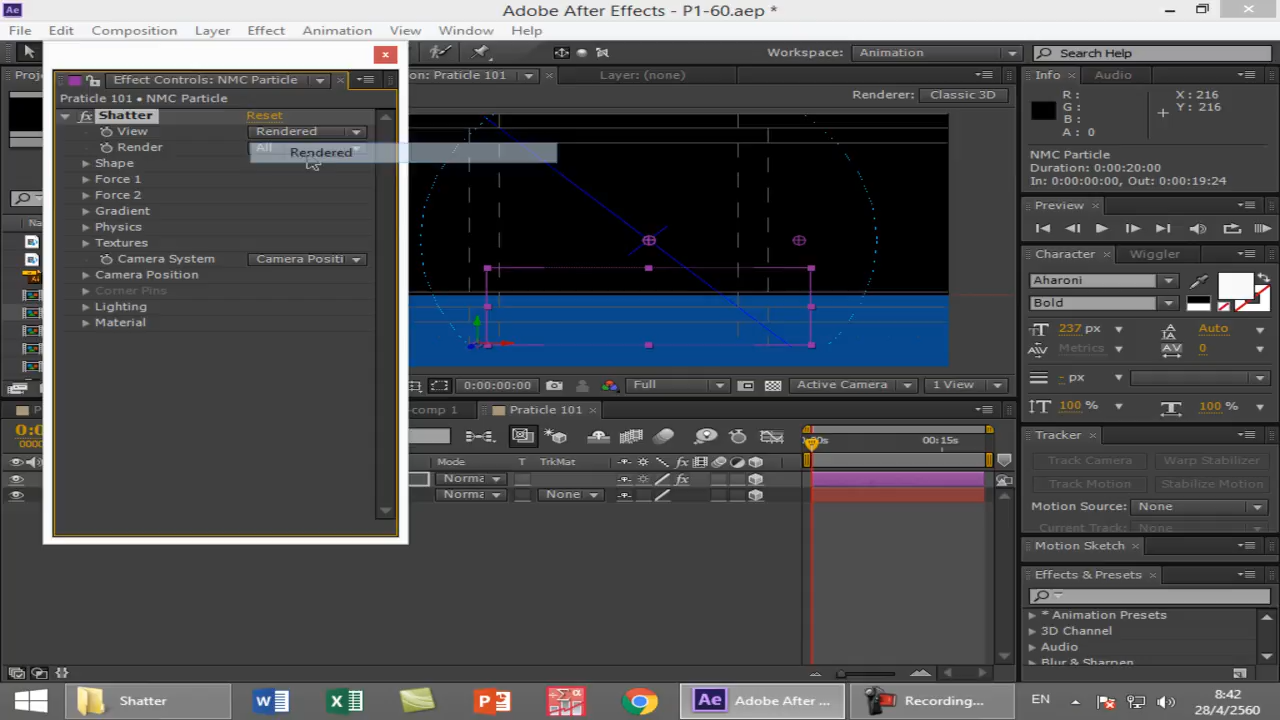 Adobe After Effects - P1-60.aep *
File Edit Composition Layer Effect Animation View Window Help
Workspace: Animation Search Help
Effect Controls: NMC Particle
Proj
on: Praticle 101
Layer: (none)
Info Audio
Praticle 101 • NMC Particle
Renderer: Classic 3D
R :
G :
B :
A : 0
X : 216
Y : 216
Shatter Reset
View Rendered
Render All
Rendered
Shape
Force 1
Force 2
Gradient
Physics
Textures
Camera System Camera Positi
Camera Position
Corner Pins
Lighting
Material
NMC Particle
Duration: 0:00:20:00
In: 0:00:00:00, Out: 0:00:19:24
Preview
Character Wiggler
Aharoni
Bold
237 px Auto
Metrics 0
- px
100 % 100 %
0:00:00:00 Full Active Camera 1 View
-comp 1 Praticle 101
0:0
0000
:00s 00:15s
Mode T TrkMat
Norma
Norma None
Tracker
Track Camera Warp Stabilizer
Track Motion Stabilize Motion
Motion Source: None
Current Track: None
Motion Sketch
Effects & Presets
* Animation Presets
3D Channel
Audio
Blur & Sharpen
Shatter Adobe After ... Recording... EN 8:42
28/4/2560